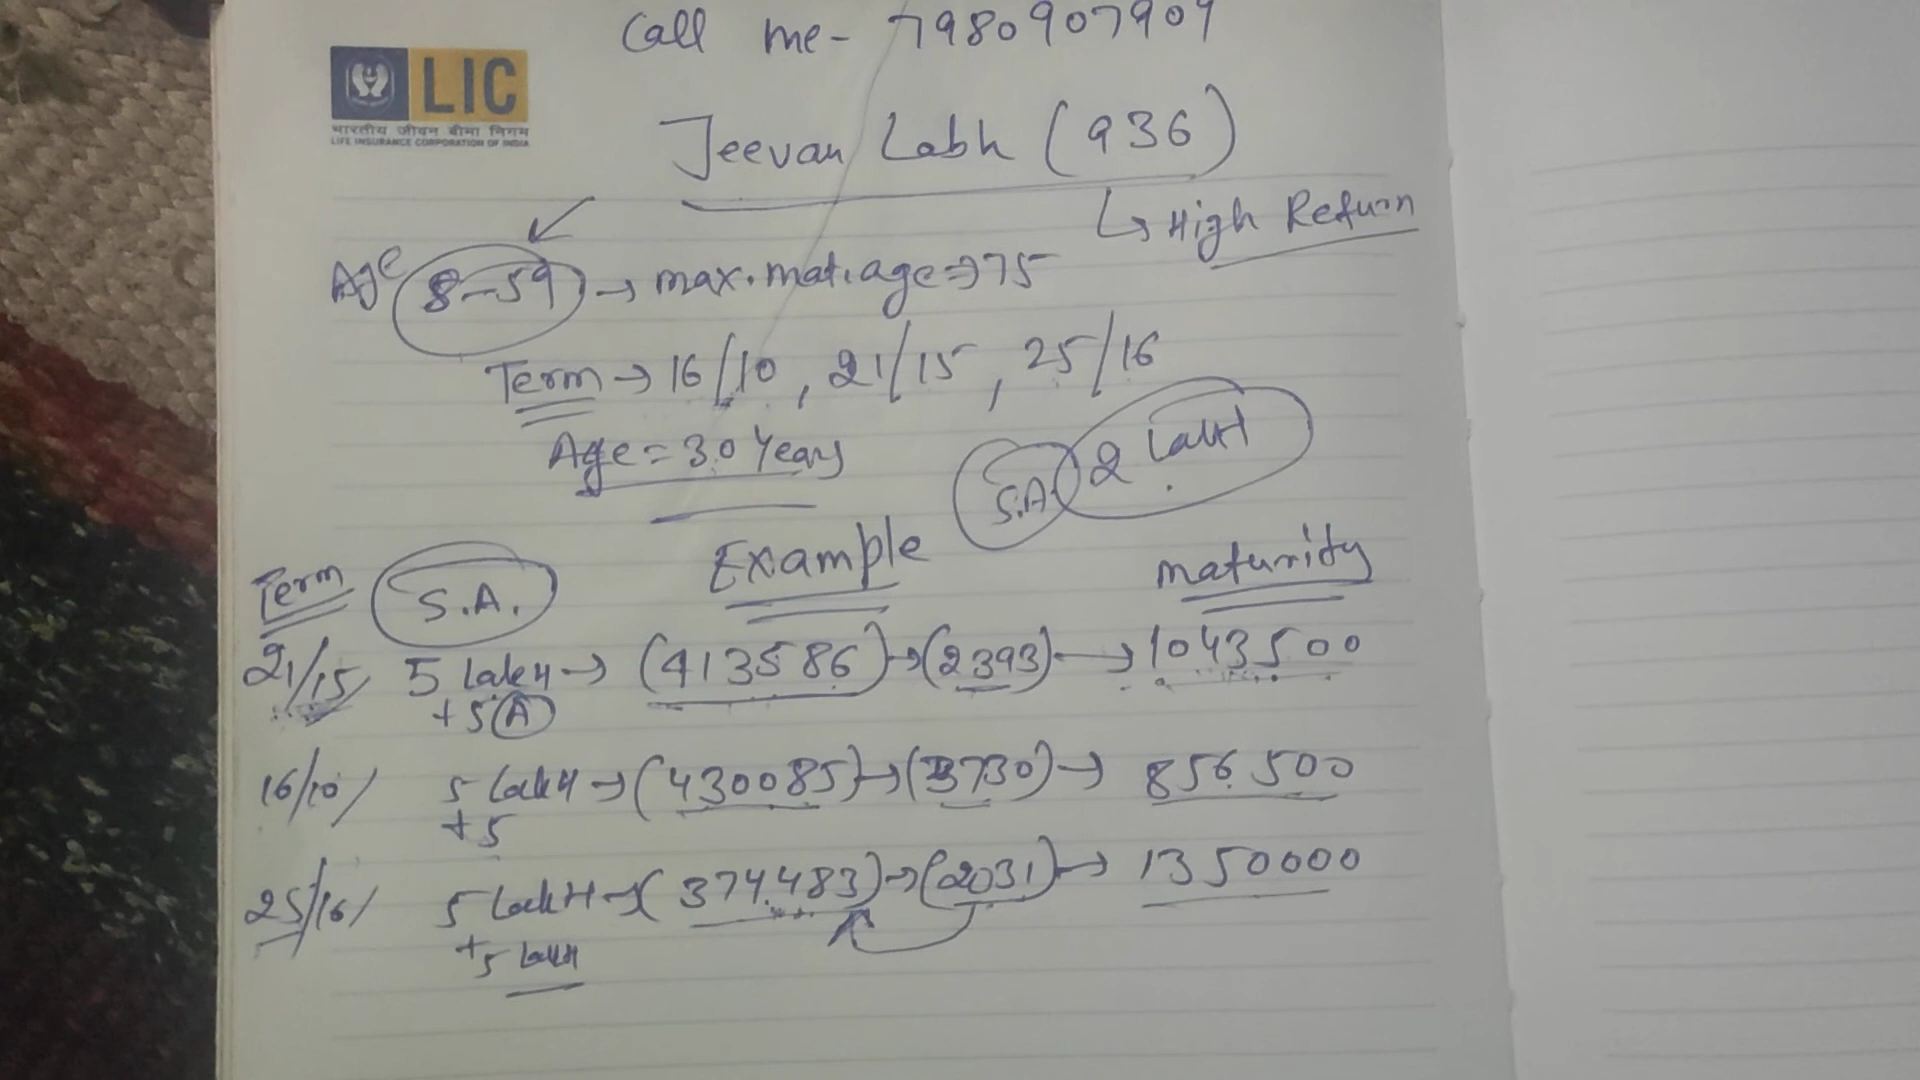 Call me- 7980907909
LIC
भारतीय जीवन बीमा निगम
LIFE INSURANCE CORPORATION OF INDIA
Jeevan Labh (936)
↳ High Return
Age 8-59 → max. mat. age ⇒ 75
Term → 16/10, 21/15, 25/16
Age = 30 Years
S.A. 2 Lakh
Example
Term S.A. maturity
21/15 5 lakh → (413586) → (2393) → 1043500
+5 (A)
16/10/ 5 lakh → (430085) → (3730) → 856500
+5
25/16/ 5 Lakh → (374483) → (2031) → 1350000
+5 lakh